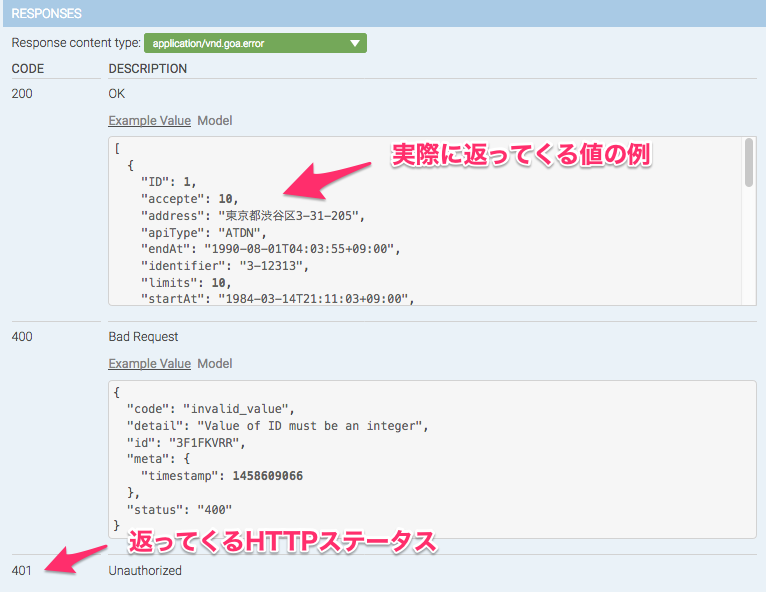 RESPONSES
Response content type: application/vnd.goa.error
CODE DESCRIPTION
200 OK
Example Value Model
実際に返ってくる値の例
[
{
"ID": 1,
"accepte": 10,
"address": "東京都渋谷区3-31-205",
"apiType": "ATDN",
"endAt": "1990-08-01T04:03:55+09:00",
"identifier": "3-12313",
"limits": 10,
"startAt": "1984-03-14T21:11:03+09:00",
400 Bad Request
Example Value Model
{
"code": "invalid_value",
"detail": "Value of ID must be an integer",
"id": "3F1FKVRR",
"meta": {
"timestamp": 1458609066
},
"status": "400"
}
返ってくるHTTPステータス
401 Unauthorized